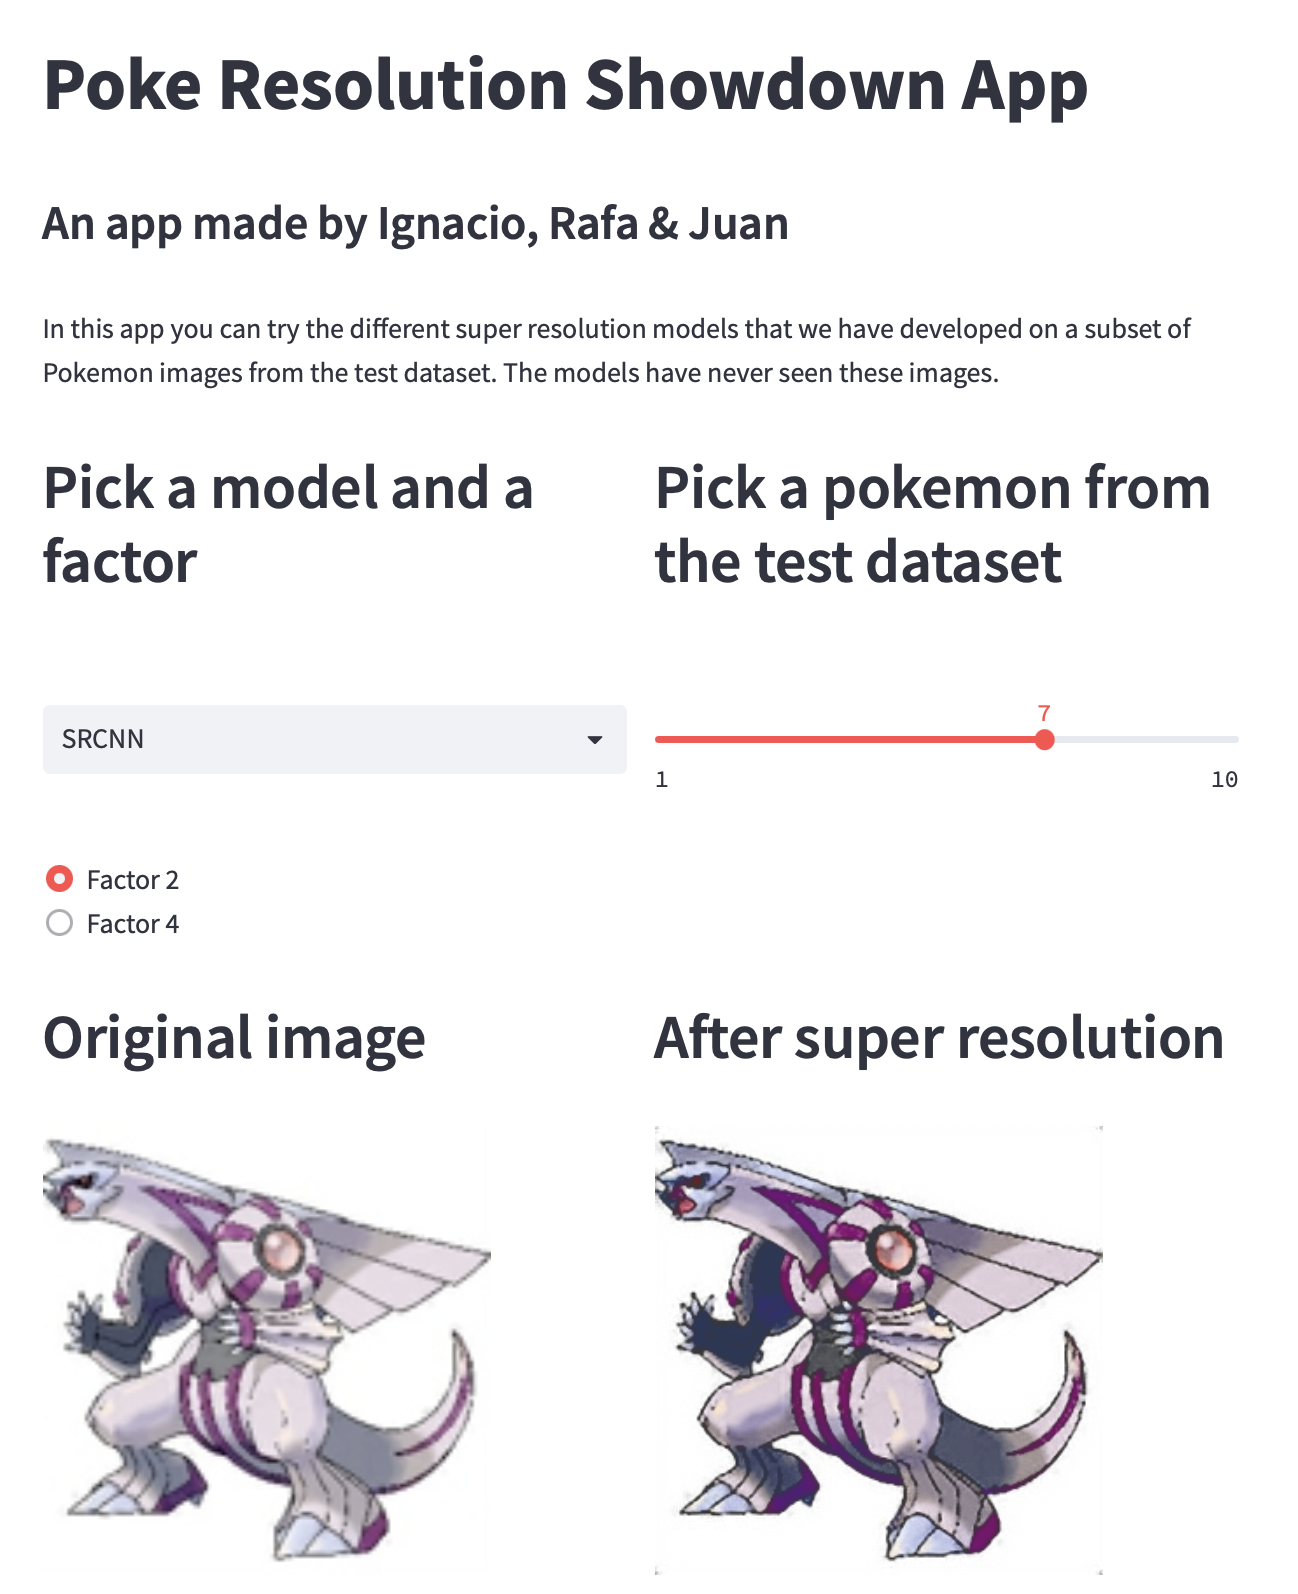 Poke Resolution Showdown App
An app made by Ignacio, Rafa & Juan
In this app you can try the different super resolution models that we have developed on a subset of
Pokemon images from the test dataset. The models have never seen these images.
Pick a model and a
factor
Pick a pokemon from
the test dataset
SRCNN
7
1
10
Factor 2
Factor 4
Original image
After super resolution